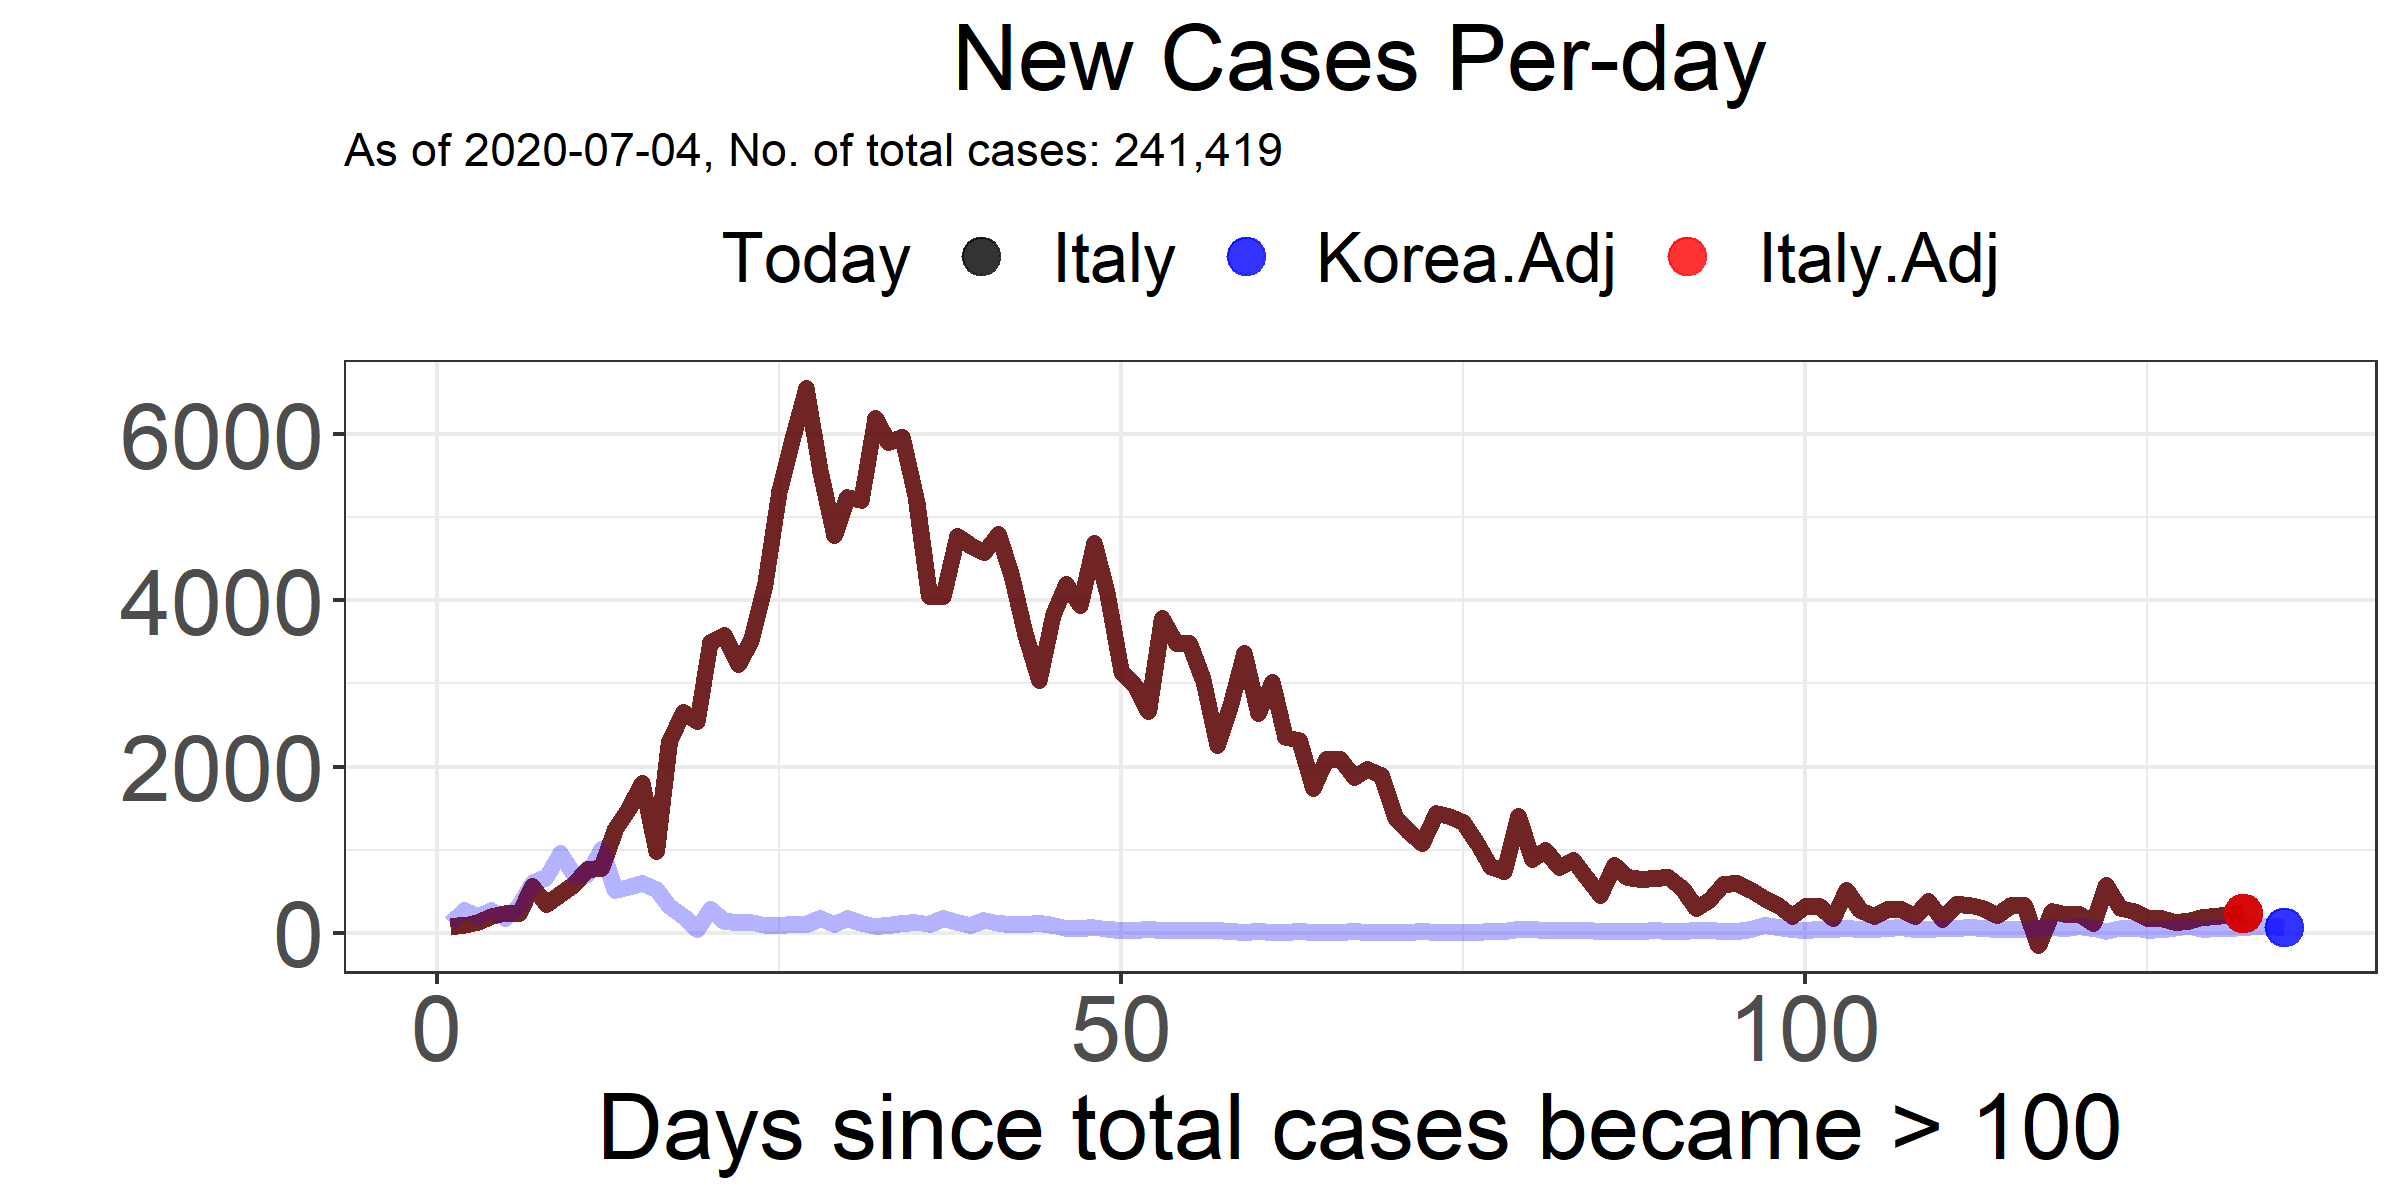 New Cases Per-day
As of 2020-07-04, No. of total cases: 241,419
Today Italy Korea.Adj Italy.Adj
6000
4000
2000
0
0 50 100
Days since total cases became > 100